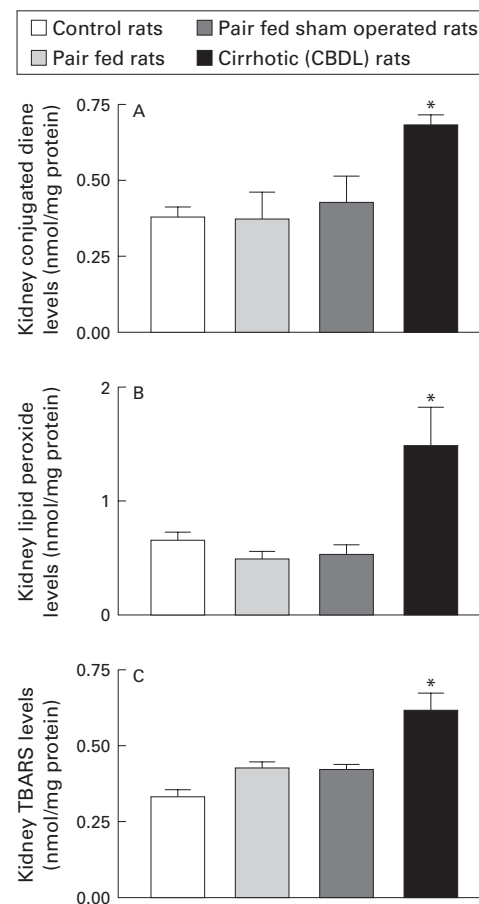 Control rats
Pair fed sham operated rats
Pair fed rats
Cirrhotic (CBDL) rats
A
Kidney conjugated diene
levels (nmol/mg protein)
0.75
0.50
0.25
0.00
*
B
Kidney lipid peroxide
levels (nmol/mg protein)
2
1
0
*
C
Kidney TBARS levels
(nmol/mg protein)
0.75
0.50
0.25
0.00
*